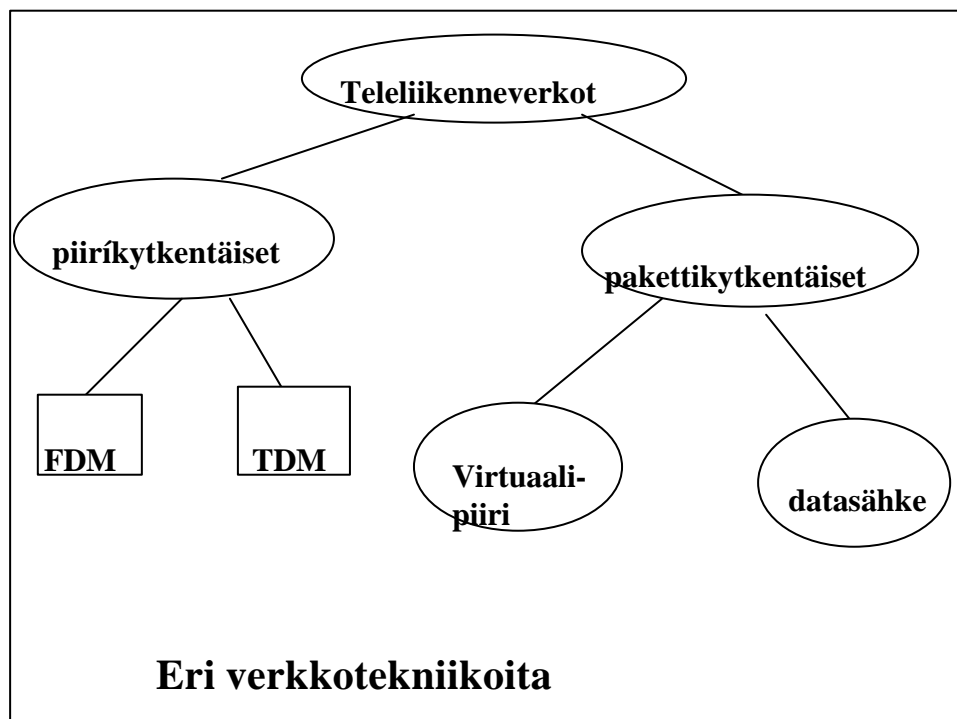 Teleliikenneverkot
piiríkytkentäiset
pakettikytkentäiset
FDM
TDM
Virtuaali-
piiri
datasähke
Eri verkkotekniikoita